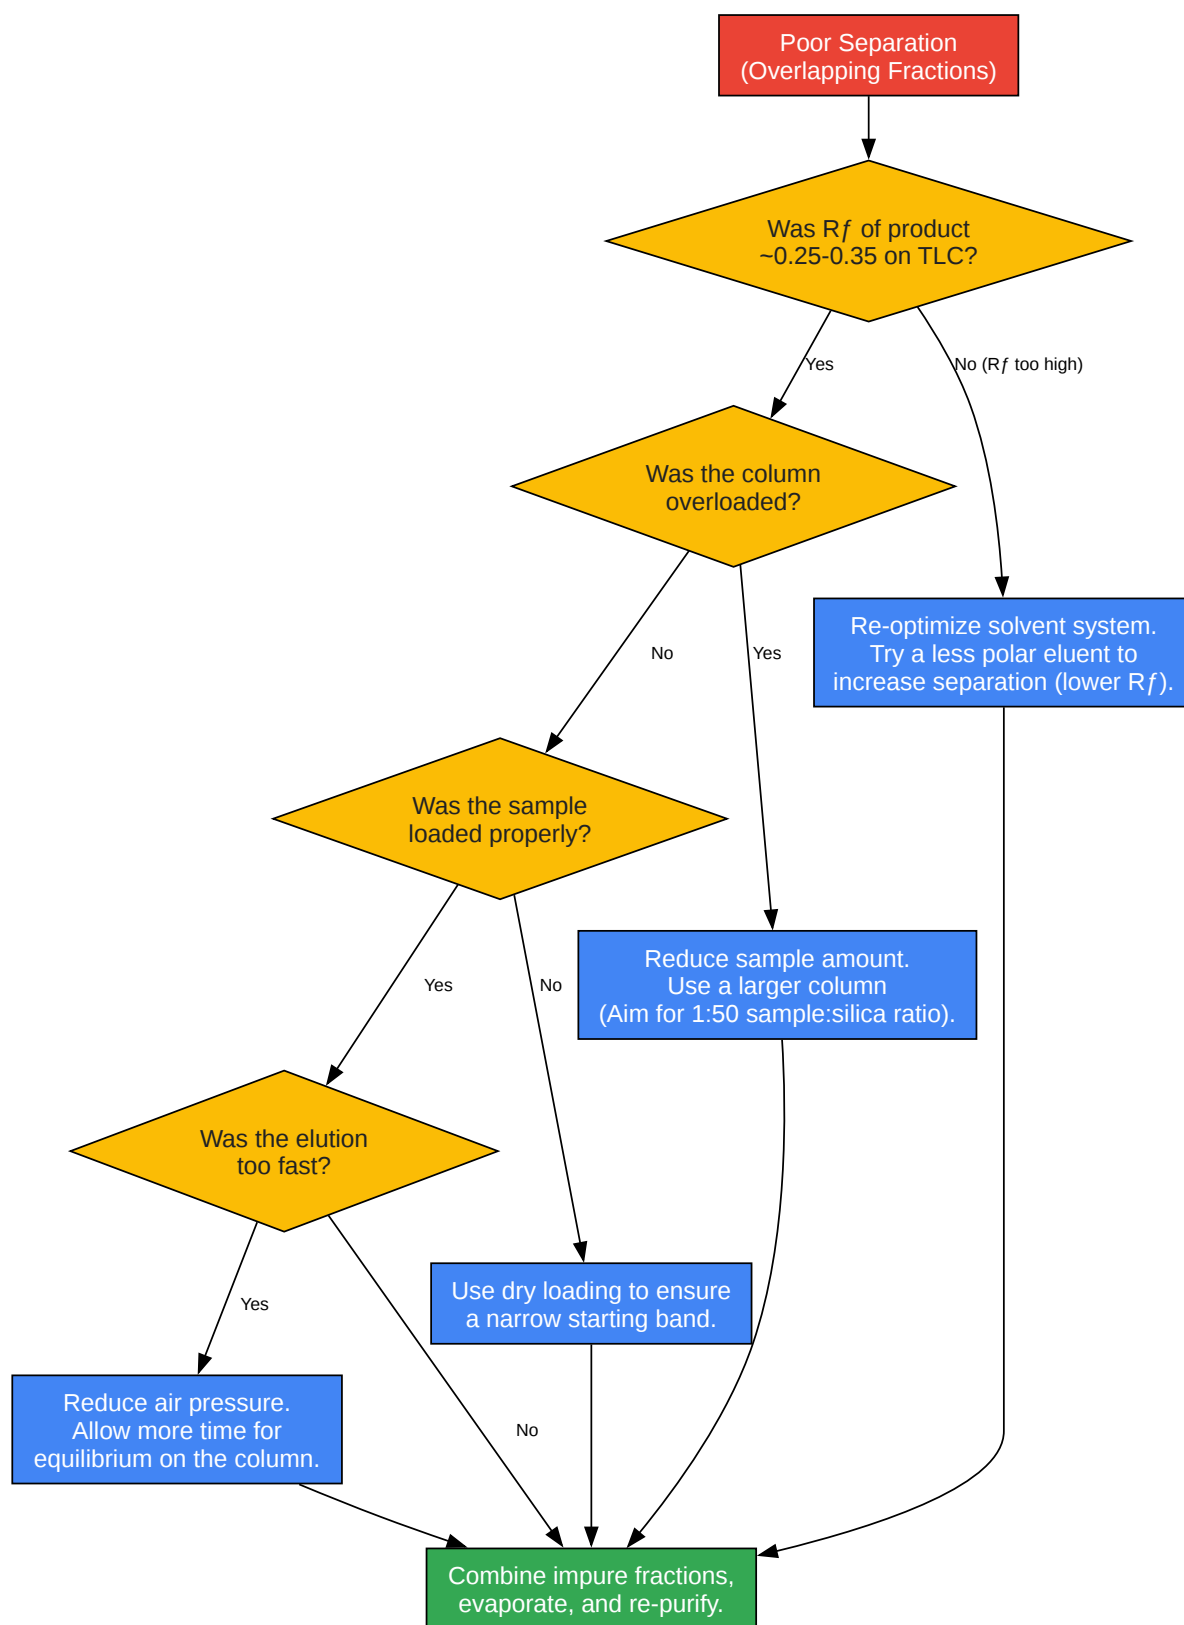 Poor Separation
(Overlapping Fractions)
Was Rƒ of product
~0.25-0.35 on TLC?
Yes
No (Rƒ too high)
Was the column
overloaded?
Re-optimize solvent system.
Try a less polar eluent to
increase separation (lower Rƒ).
No
Yes
Was the sample
loaded properly?
Reduce sample amount.
Use a larger column
(Aim for 1:50 sample:silica ratio).
Yes
No
Was the elution
too fast?
Use dry loading to ensure
a narrow starting band.
Yes
Reduce air pressure.
Allow more time for
equilibrium on the column.
No
Combine impure fractions,
evaporate, and re-purify.